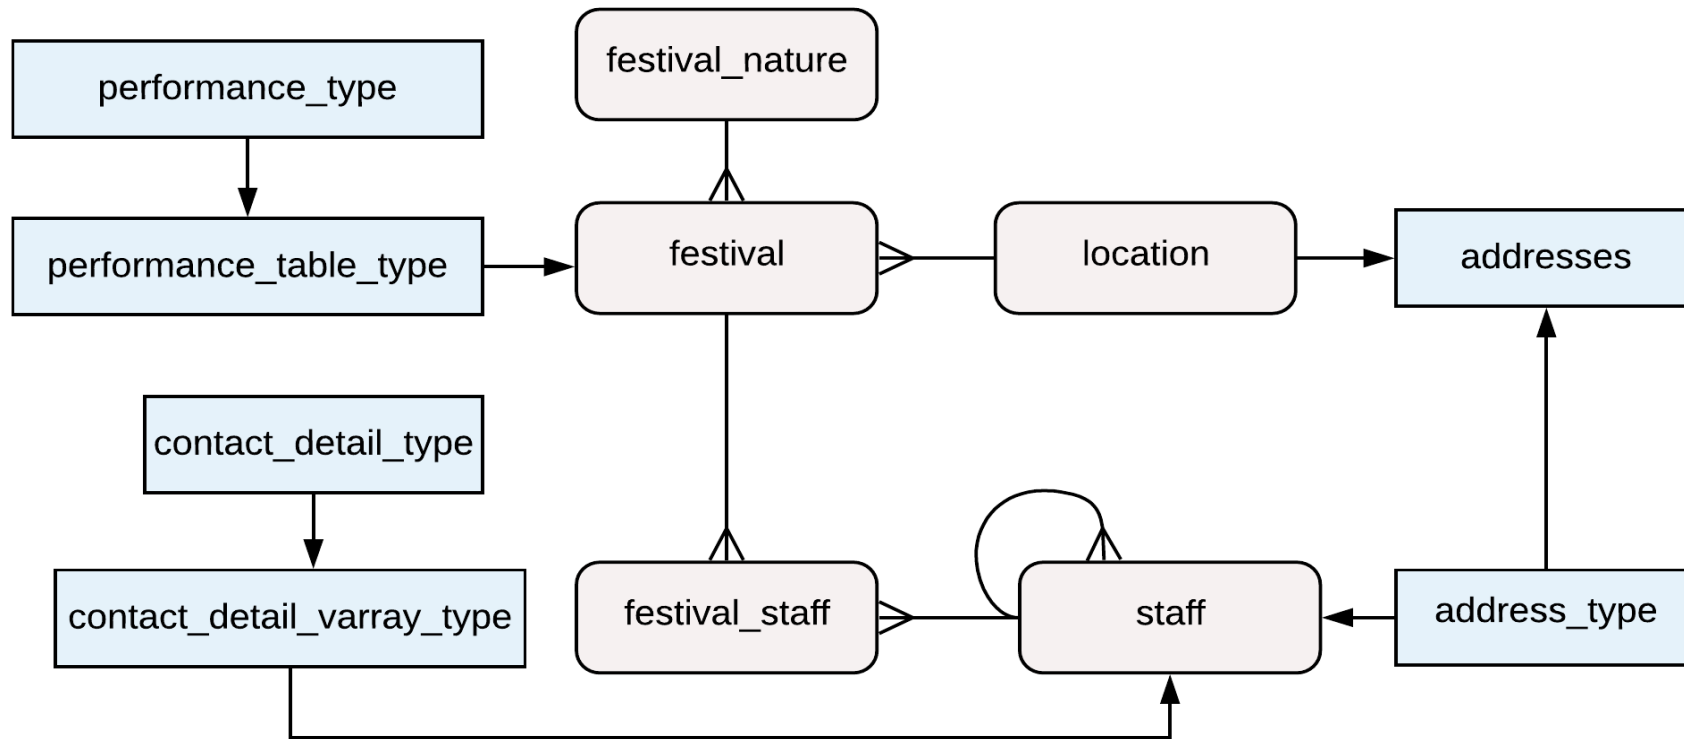 festival_nature
performance_type
performance_table_type
festival
location
addresses
contact_detail_type
contact_detail_varray_type
festival_staff
staff
address_type